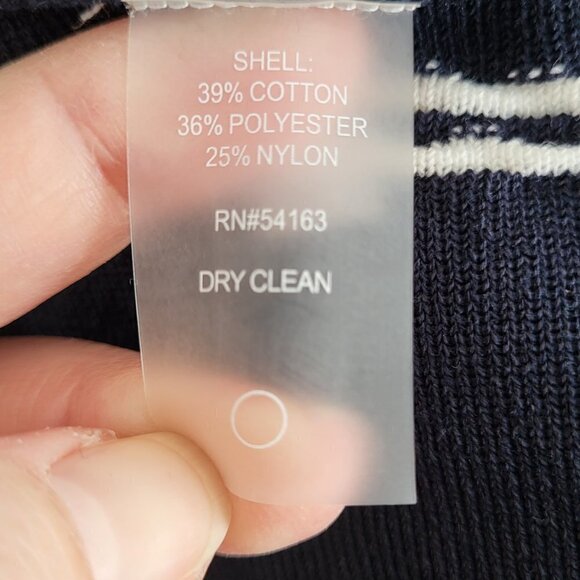 SHELL:
39% COTTON
36% POLYESTER
25% NYLON
RN#54163
DRY CLEAN